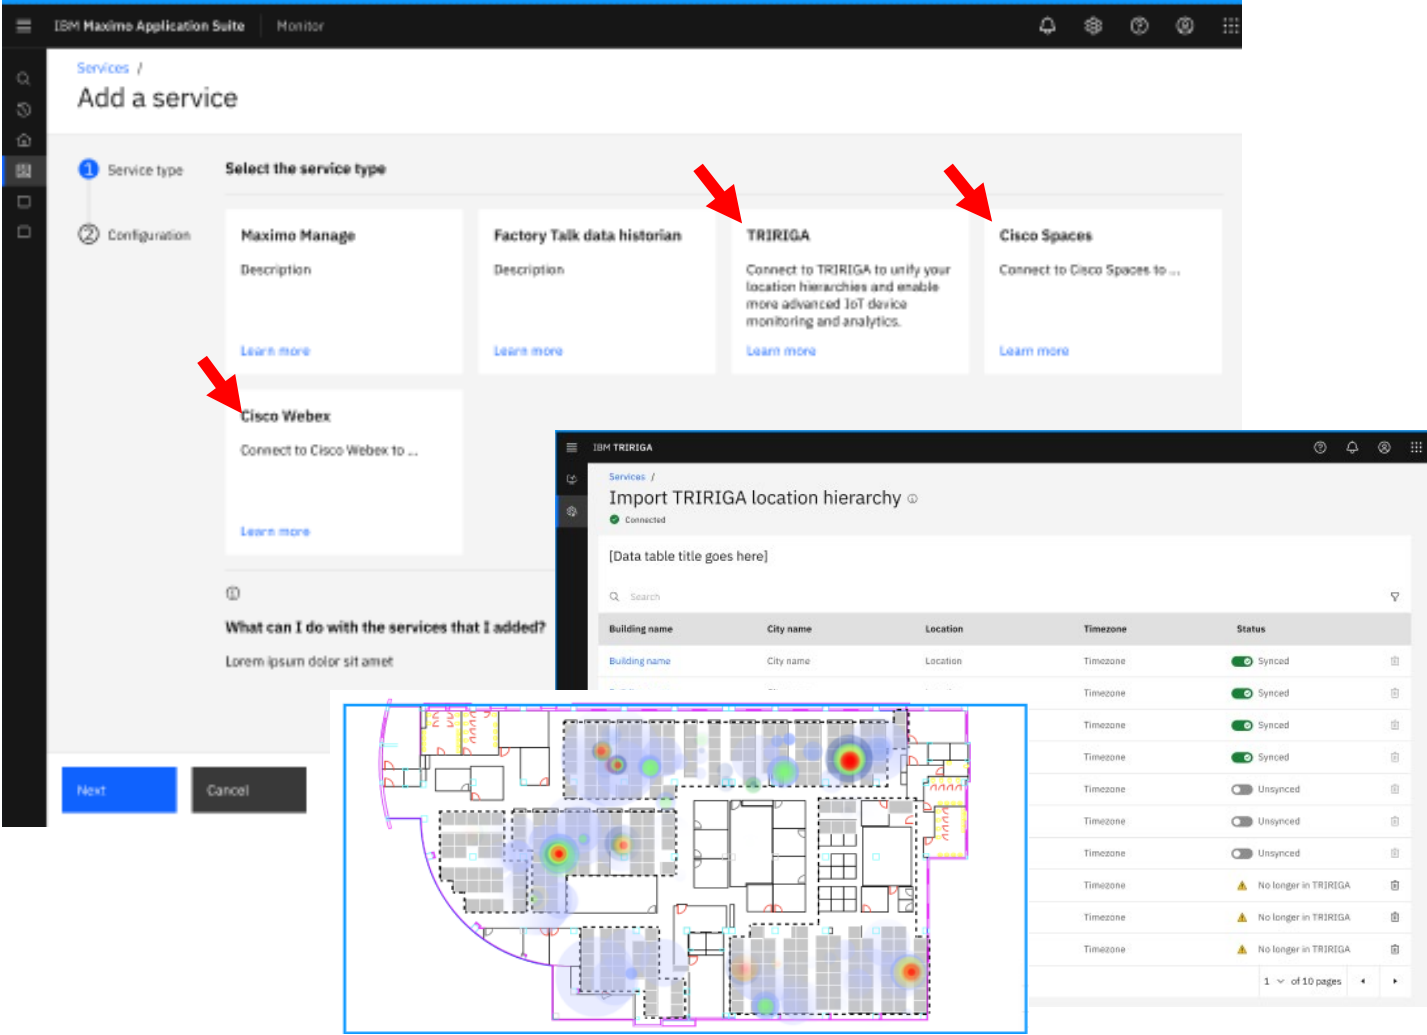 IBM Maximo Application Suite Monitor
Services /
Add a service
1 Service type
2 Configuration
Select the service type
Maximo Manage
Description
Learn more
Factory Talk data historian
Description
Learn more
TRIRIGA
Connect to TRIRIGA to unify your
location hierarchies and enable
more advanced IoT device
monitoring and analytics.
Learn more
Cisco Spaces
Connect to Cisco Spaces to ...
Learn more
Cisco Webex
Connect to Cisco Webex to ...
Learn more
What can I do with the services that I added?
Lorem ipsum dolor sit amet
Next
Cancel
IBM TRIRIGA
Services /
Import TRIRIGA location hierarchy
Connected
[Data table title goes here]
Search
Building name City name Location Timezone Status
Building name City name Location Timezone Synced
Timezone Synced
Timezone Synced
Timezone Synced
Timezone Unsynced
Timezone Unsynced
Timezone Unsynced
Timezone No longer in TRIRIGA
Timezone No longer in TRIRIGA
Timezone No longer in TRIRIGA
1 of 10 pages